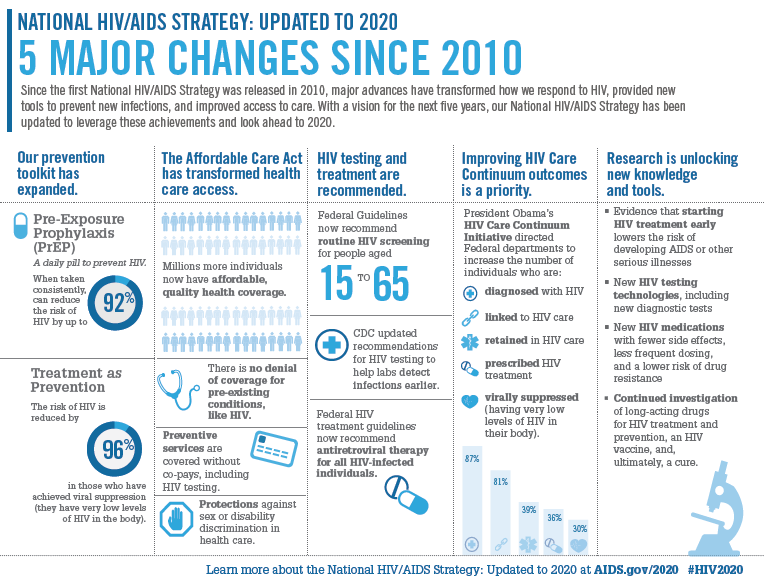 NATIONAL HIV/AIDS STRATEGY: UPDATED TO 2020
5 MAJOR CHANGES SINCE 2010
Since the first National HIV/AIDS Strategy was released in 2010, major advances have transformed how we respond to HIV, provided new
tools to prevent new infections, and improved access to care. With a vision for the next five years, our National HIV/AIDS Strategy has been
updated to leverage these achievements and look ahead to 2020.
Our prevention
toolkit has
expanded.
Pre-Exposure
Prophylaxis
(PrEP)
A daily pill to prevent HIV.
When taken
consistently,
can reduce
the risk of
HIV by up to
92%
Treatment as
Prevention
The risk of HIV is
reduced by
96%
in those who have
achieved viral suppression
(they have very low levels
of HIV in the body).
The Affordable Care Act
has transformed health
care access.
Millions more individuals
now have affordable,
quality health coverage.
There is no denial
of coverage for
pre-existing
conditions,
like HIV.
Preventive
services are
covered without
co-pays, including
HIV testing.
Protections against
sex or disability
discrimination in
health care.
HIV testing and
treatment are
recommended.
Federal Guidelines
now recommend
routine HIV screening
for people aged
15 TO 65
CDC updated
recommendations
for HIV testing to
help labs detect
infections earlier.
Federal HIV
treatment guidelines
now recommend
antiretroviral therapy
for all HIV-infected
individuals.
Improving HIV Care
Continuum outcomes
is a priority.
President Obama's
HIV Care Continuum
Initiative directed
Federal departments to
increase the number of
individuals who are:
diagnosed with HIV
linked to HIV care
retained in HIV care
prescribed HIV
treatment
virally suppressed
(having very low
levels of HIV in
their body).
87%
81%
39%
36%
30%
Research is unlocking
new knowledge
and tools.
▪ Evidence that starting
HIV treatment early
lowers the risk of
developing AIDS or other
serious illnesses
▪ New HIV testing
technologies, including
new diagnostic tests
▪ New HIV medications
with fewer side effects,
less frequent dosing,
and a lower risk of drug
resistance
▪ Continued investigation
of long-acting drugs
for HIV treatment and
prevention, an HIV
vaccine, and,
ultimately, a cure.
Learn more about the National HIV/AIDS Strategy: Updated to 2020 at AIDS.gov/2020 #HIV2020